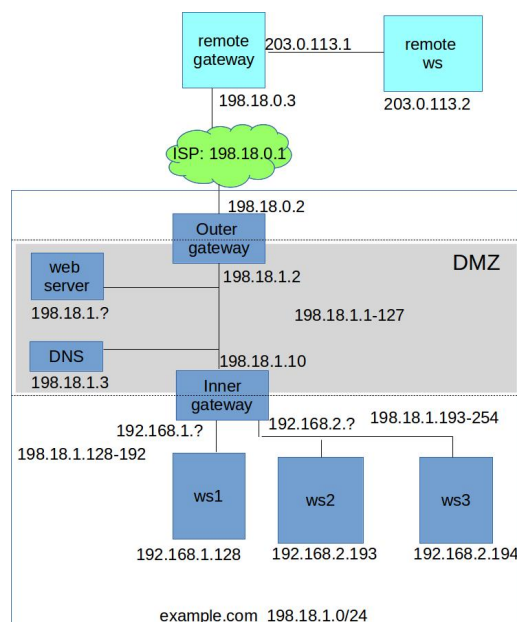 remote
gateway
203.0.113.1
remote
ws
198.18.0.3
203.0.113.2
ISP: 198.18.0.1
198.18.0.2
Outer
gateway
DMZ
web
server
198.18.1.2
198.18.1.?
198.18.1.1-127
DNS
198.18.1.10
198.18.1.3
Inner
gateway
192.168.1.?
192.168.2.?
198.18.1.193-254
198.18.1.128-192
ws1
ws2
ws3
192.168.1.128
192.168.2.193
192.168.2.194
example.com 198.18.1.0/24